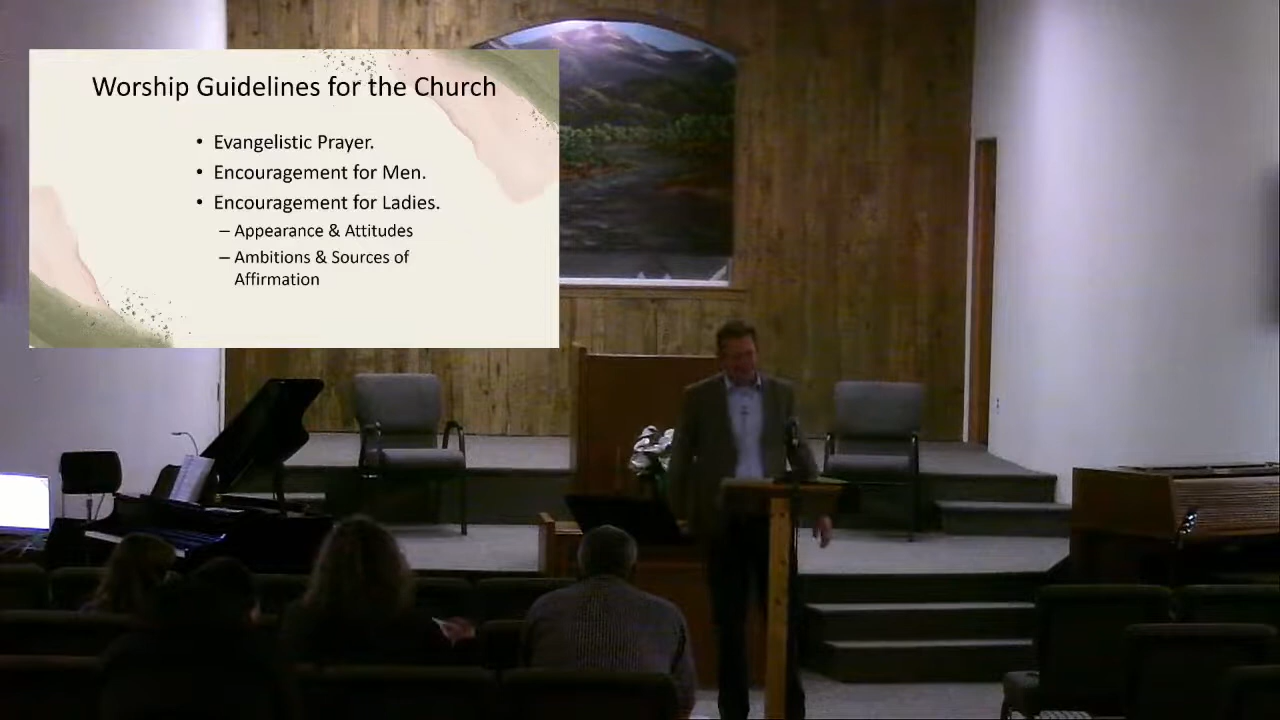 Worship Guidelines for the Church
• Evangelistic Prayer.
• Encouragement for Men.
• Encouragement for Ladies.
– Appearance & Attitudes
– Ambitions & Sources of
Affirmation